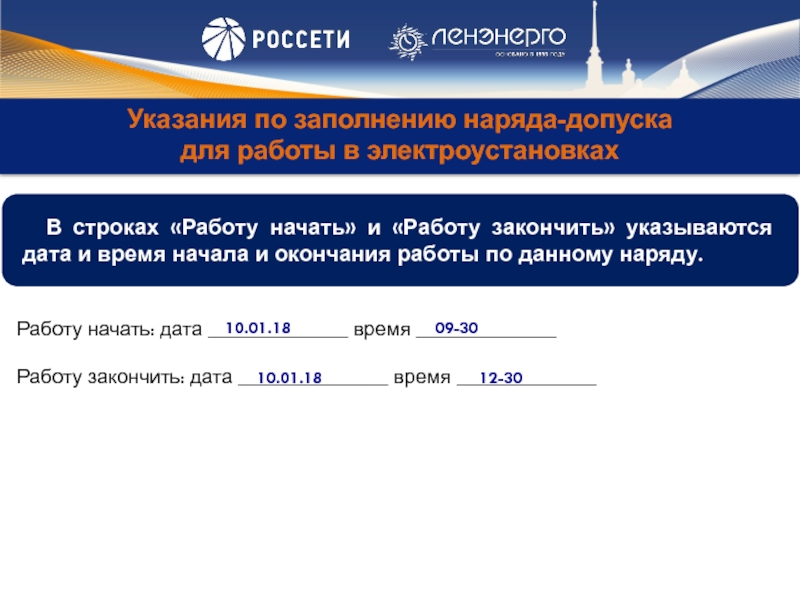 РОССЕТИ ЛЕНЭНЕРГО
ОСНОВАНО В 1886 ГОДУ
Указания по заполнению наряда-допуска
для работы в электроустановках
В строках «Работу начать» и «Работу закончить» указываются
дата и время начала и окончания работы по данному наряду.
Работу начать: дата 10.01.18 время 09-30
Работу закончить: дата 10.01.18 время 12-30